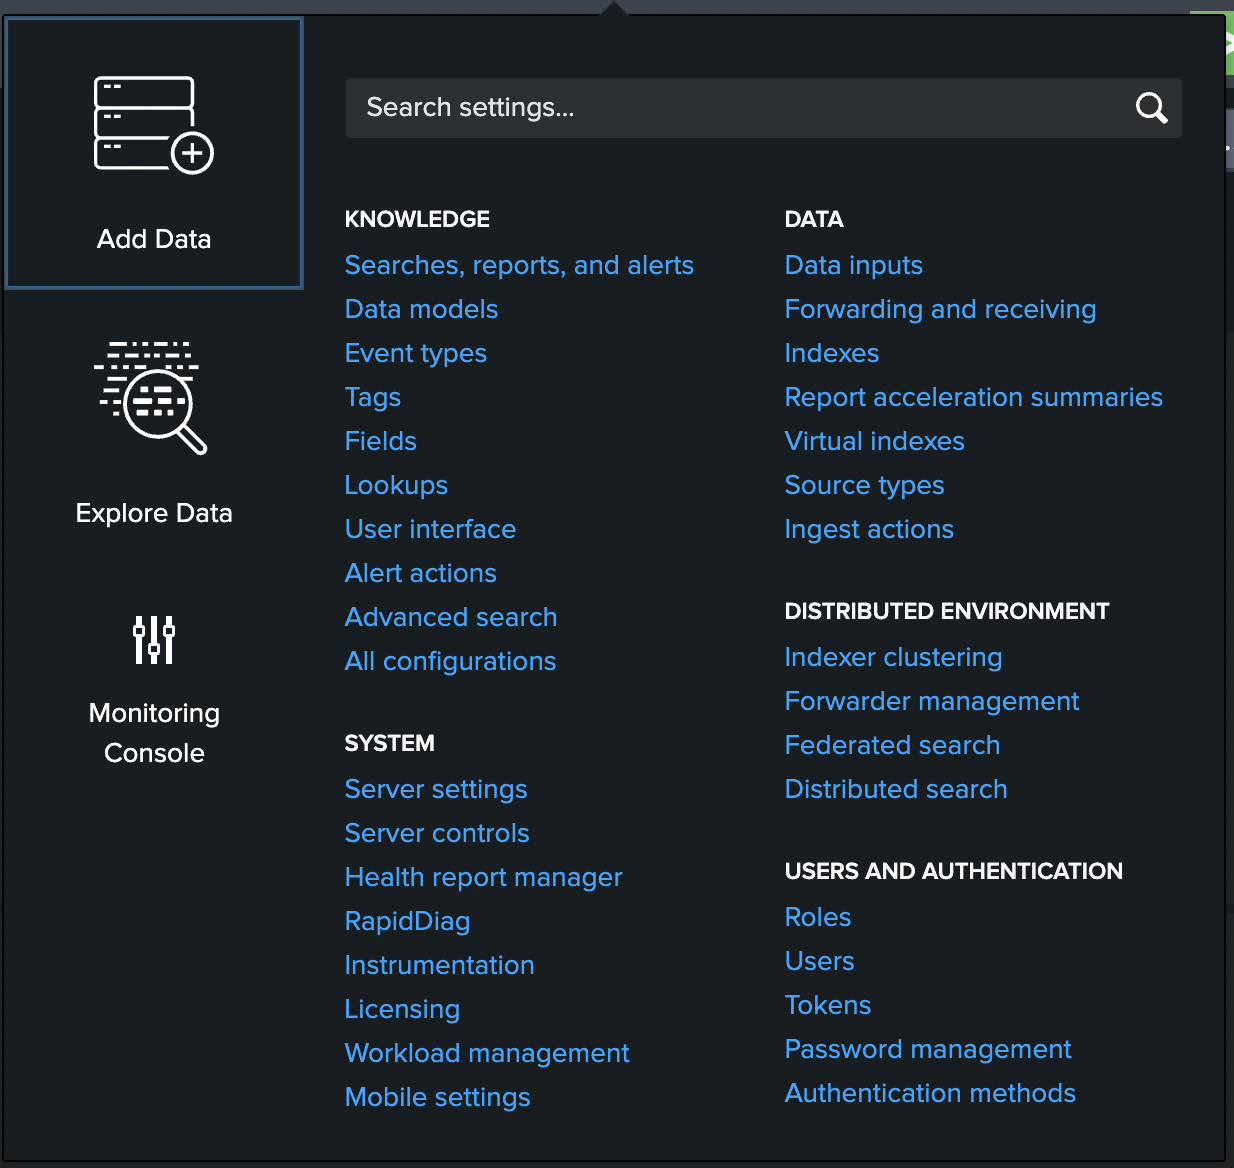 Add Data
Explore Data
Monitoring
Console
Search settings...
KNOWLEDGE
Searches, reports, and alerts
Data models
Event types
Tags
Fields
Lookups
User interface
Alert actions
Advanced search
All configurations
SYSTEM
Server settings
Server controls
Health report manager
RapidDiag
Instrumentation
Licensing
Workload management
Mobile settings
DATA
Data inputs
Forwarding and receiving
Indexes
Report acceleration summaries
Virtual indexes
Source types
Ingest actions
DISTRIBUTED ENVIRONMENT
Indexer clustering
Forwarder management
Federated search
Distributed search
USERS AND AUTHENTICATION
Roles
Users
Tokens
Password management
Authentication methods